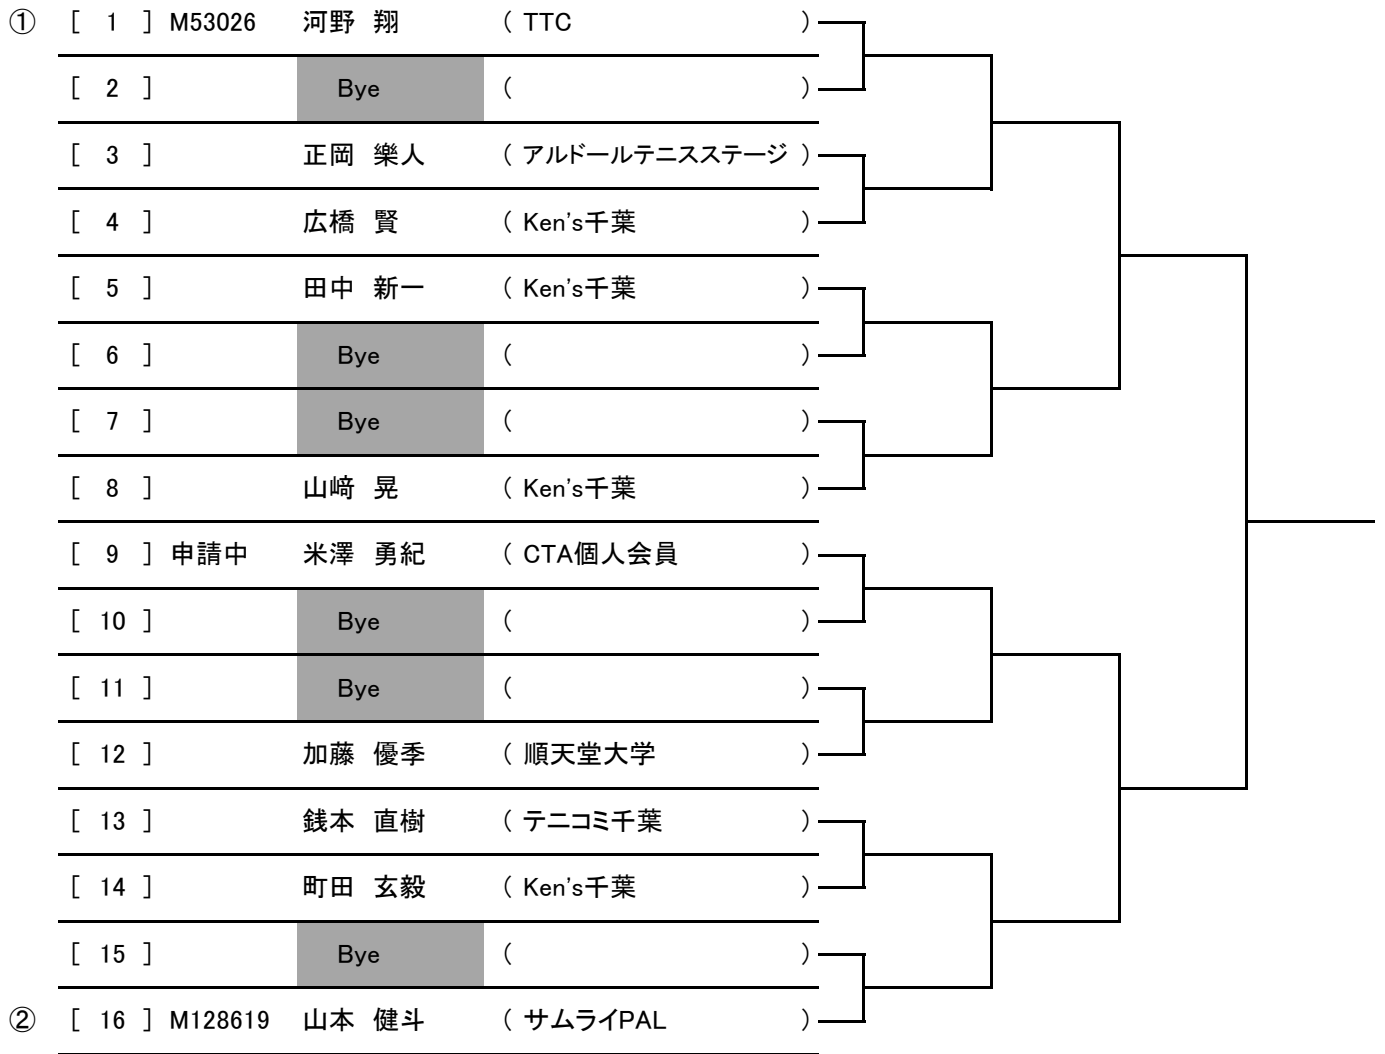 ① [ 1 ] M53026 河野 翔 ( TTC )
[ 2 ] Bye ( )
[ 3 ] 正岡 樂人 ( アルドールテニスステージ )
[ 4 ] 広橋 賢 ( Ken's千葉 )
[ 5 ] 田中 新一 ( Ken's千葉 )
[ 6 ] Bye ( )
[ 7 ] Bye ( )
[ 8 ] 山﨑 晃 ( Ken's千葉 )
[ 9 ] 申請中 米澤 勇紀 ( CTA個人会員 )
[ 10 ] Bye ( )
[ 11 ] Bye ( )
[ 12 ] 加藤 優季 ( 順天堂大学 )
[ 13 ] 銭本 直樹 ( テニコミ千葉 )
[ 14 ] 町田 玄毅 ( Ken's千葉 )
[ 15 ] Bye ( )
② [ 16 ] M128619 山本 健斗 ( サムライPAL )